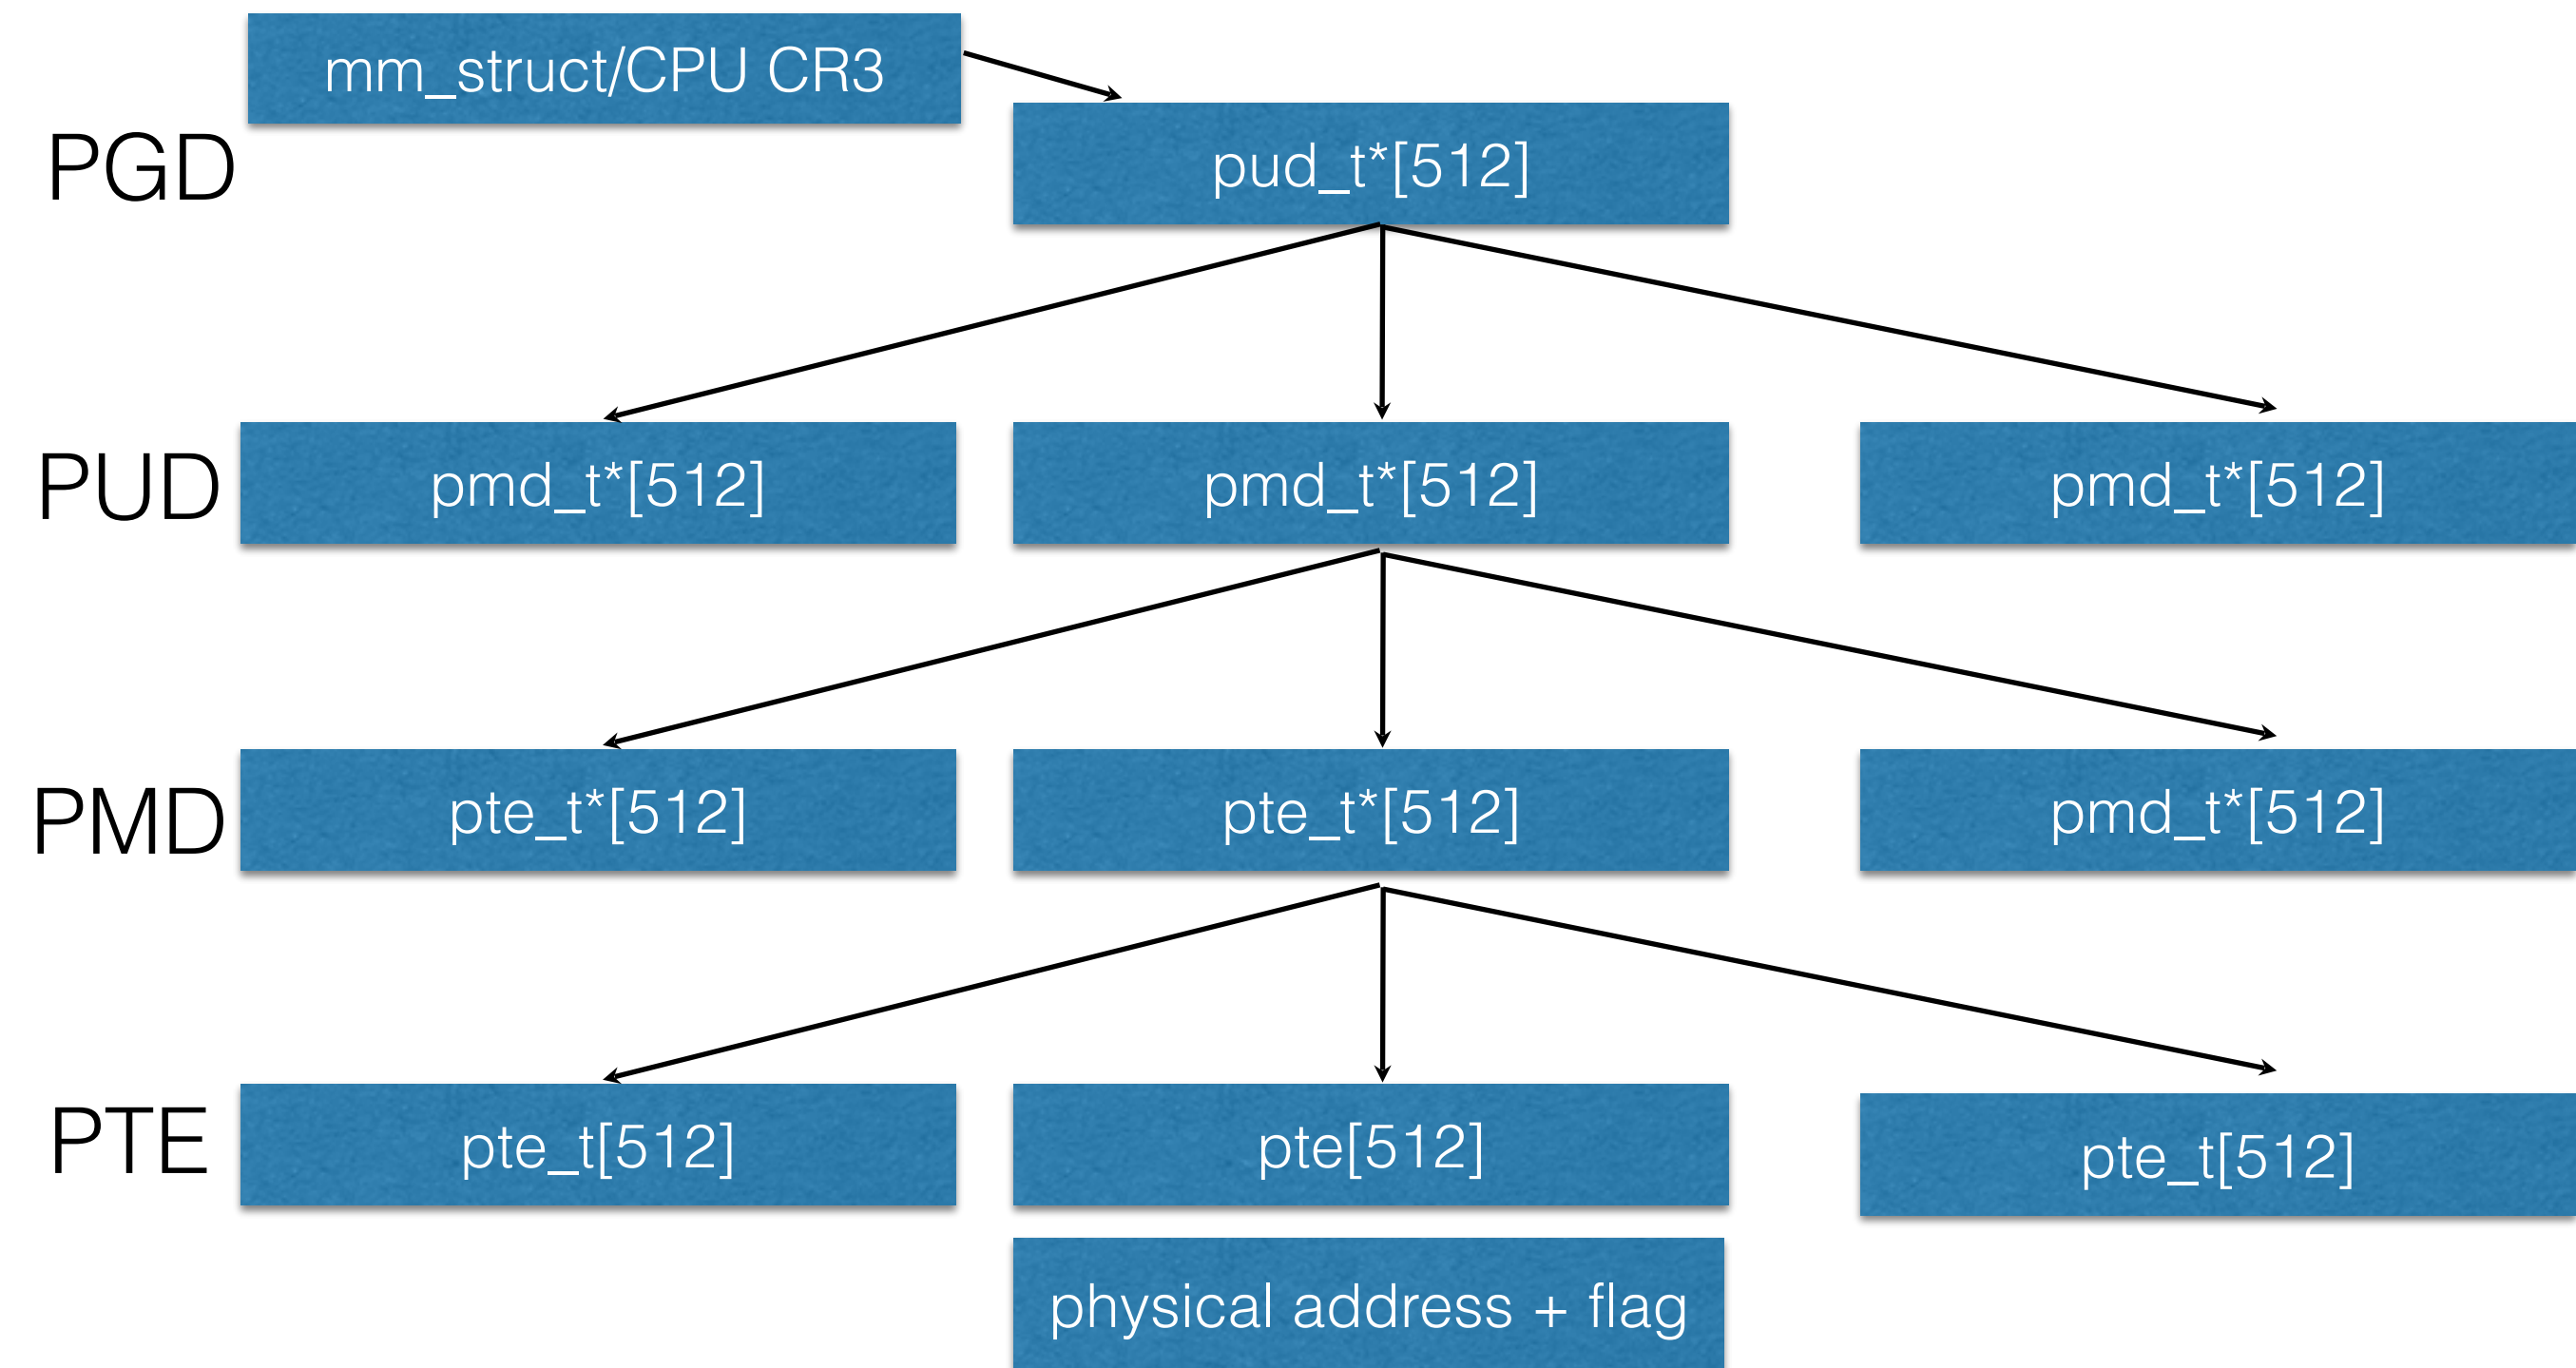 mm_struct/CPU CR3
PGD
pud_t*[512]
PUD
pmd_t*[512]
pmd_t*[512]
pmd_t*[512]
PMD
pte_t*[512]
pte_t*[512]
pmd_t*[512]
PTE
pte_t[512]
pte[512]
pte_t[512]
physical address + flag